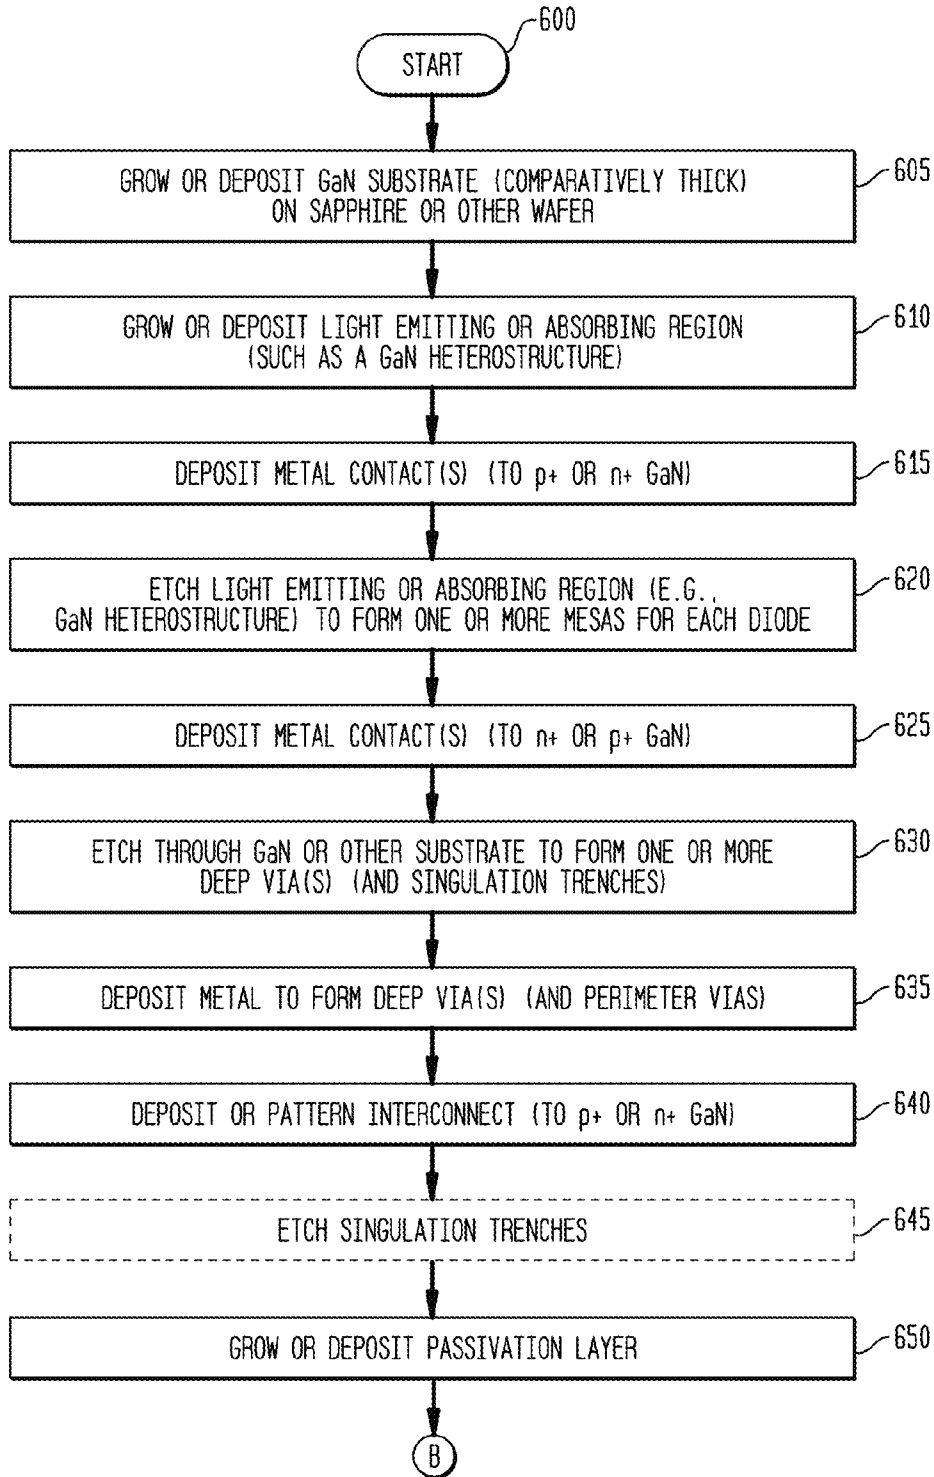 600
START
GROW OR DEPOSIT GaN SUBSTRATE (COMPARATIVELY THICK)
ON SAPPHIRE OR OTHER WAFER
605
GROW OR DEPOSIT LIGHT EMITTING OR ABSORBING REGION
(SUCH AS A GaN HETEROSTRUCTURE)
610
DEPOSIT METAL CONTACT(S) (TO p+ OR n+ GaN)
615
ETCH LIGHT EMITTING OR ABSORBING REGION (E.G.,
GaN HETEROSTRUCTURE) TO FORM ONE OR MORE MESAS FOR EACH DIODE
620
DEPOSIT METAL CONTACT(S) (TO n+ OR p+ GaN)
625
ETCH THROUGH GaN OR OTHER SUBSTRATE TO FORM ONE OR MORE
DEEP VIA(S) (AND SINGULATION TRENCHES)
630
DEPOSIT METAL TO FORM DEEP VIA(S) (AND PERIMETER VIAS)
635
DEPOSIT OR PATTERN INTERCONNECT (TO p+ OR n+ GaN)
640
ETCH SINGULATION TRENCHES
645
GROW OR DEPOSIT PASSIVATION LAYER
650
B